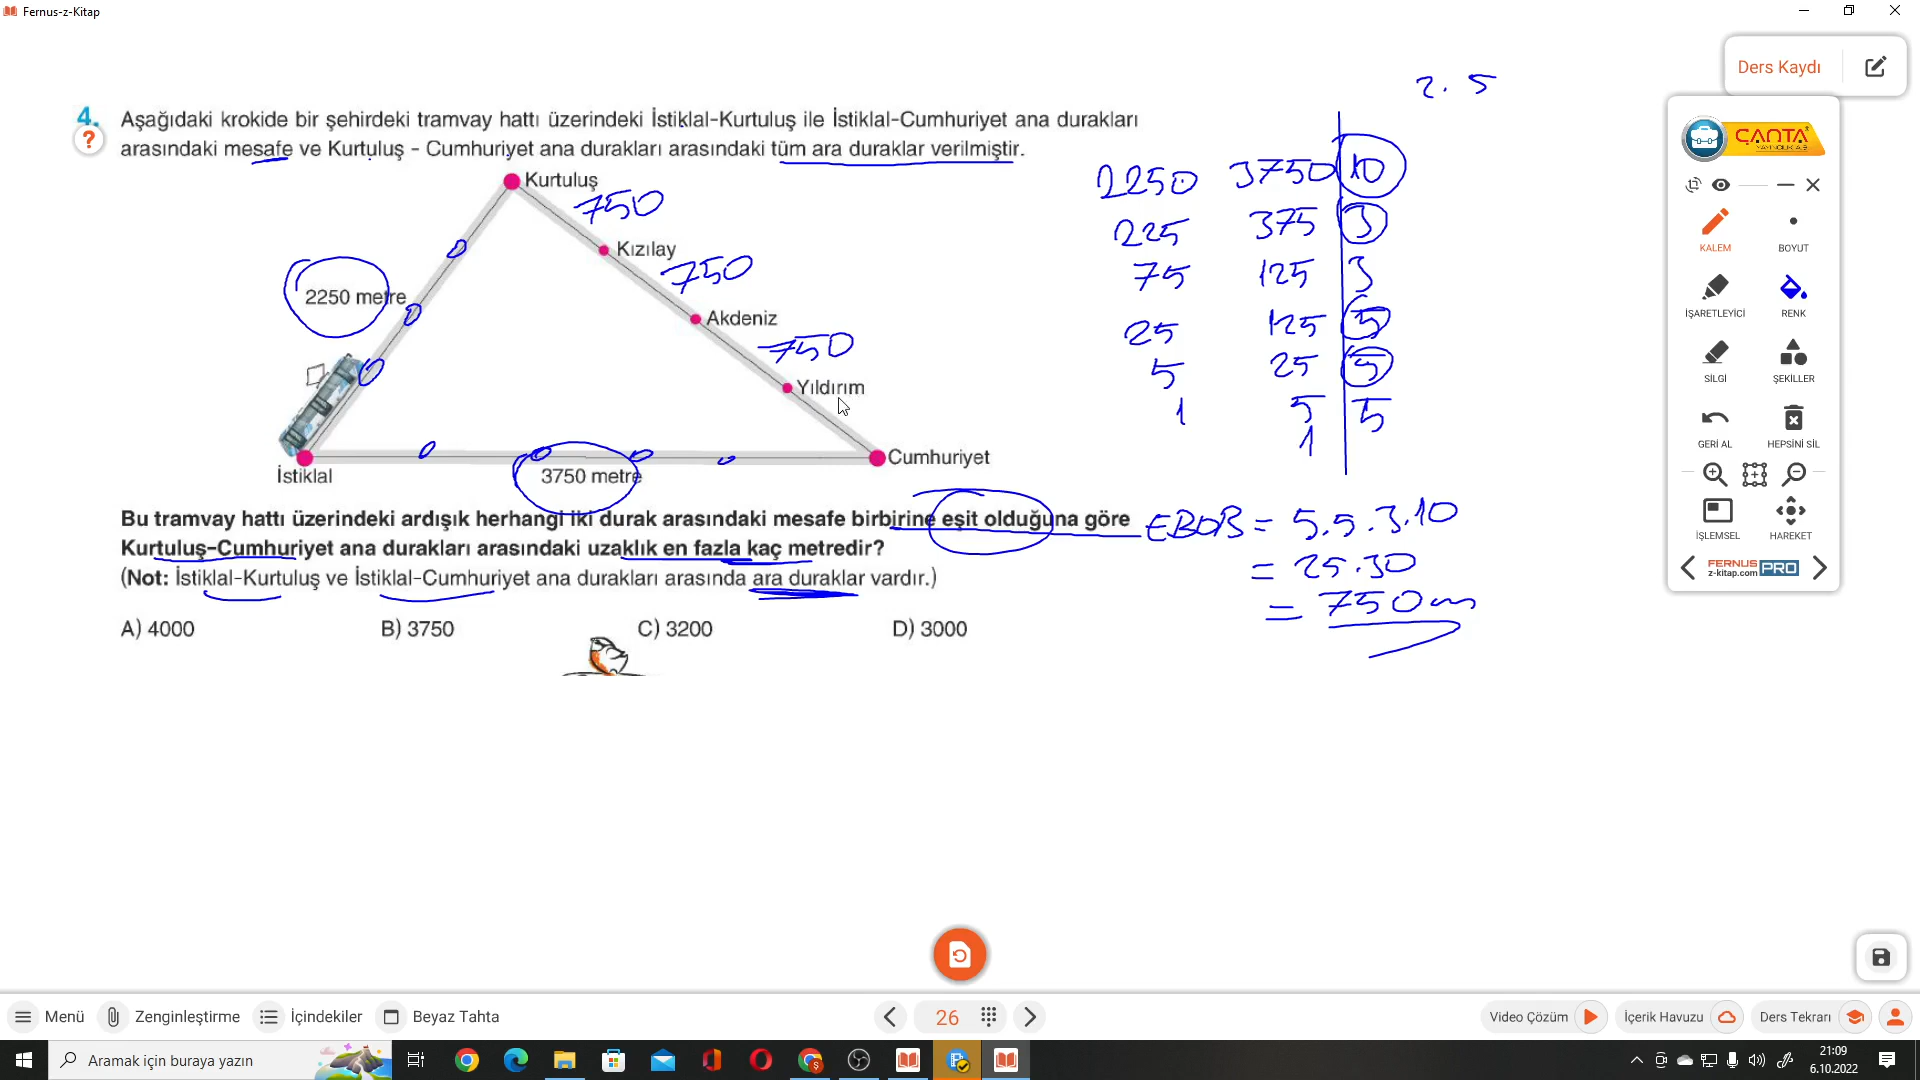 Fernus-z-Kitap
Ders Kaydı
2. 5
4. Aşağıdaki krokide bir şehirdeki tramvay hattı üzerindeki İstiklal-Kurtuluş ile İstiklal-Cumhuriyet ana durakları
? arasındaki mesafe ve Kurtuluş - Cumhuriyet ana durakları arasındaki tüm ara duraklar verilmiştir.
Kurtuluş
750
Kızılay
750
2250 metre
Akdeniz
750
Yıldırım
Cumhuriyet
İstiklal
3750 metre
2250 3750 10
225 375 3
75 125 3
25 125 5
5 25 5
1 5 5
1
Bu tramvay hattı üzerindeki ardışık herhangi iki durak arasındaki mesafe birbirine eşit olduğuna göre
Kurtuluş-Cumhuriyet ana durakları arasındaki uzaklık en fazla kaç metredir?
(Not: İstiklal-Kurtuluş ve İstiklal-Cumhuriyet ana durakları arasında ara duraklar vardır.)
A) 4000 B) 3750 C) 3200 D) 3000
EBOB = 5.5.3.10
= 25.30
= 750m
ÇANTA
KALEM BOYUT
İŞARETLEYİCİ RENK
SİLGİ ŞEKİLLER
GERİ AL HEPSİNİ SİL
İŞLEMSEL HAREKET
FERNUS
z-kitap.com PRO
Menü Zenginleştirme İçindekiler Beyaz Tahta 26 Video Çözüm İçerik Havuzu Ders Tekrarı
Aramak için buraya yazın
21:09
6.10.2022